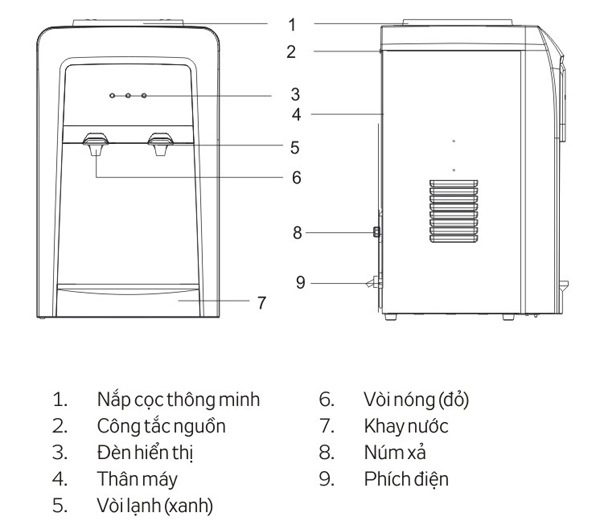 1
2
3
4
5
6
8
9
7
1. Nắp cọc thông minh
2. Công tắc nguồn
3. Đèn hiển thị
4. Thân máy
5. Vòi lạnh (xanh)
6. Vòi nóng (đỏ)
7. Khay nước
8. Núm xả
9. Phích điện